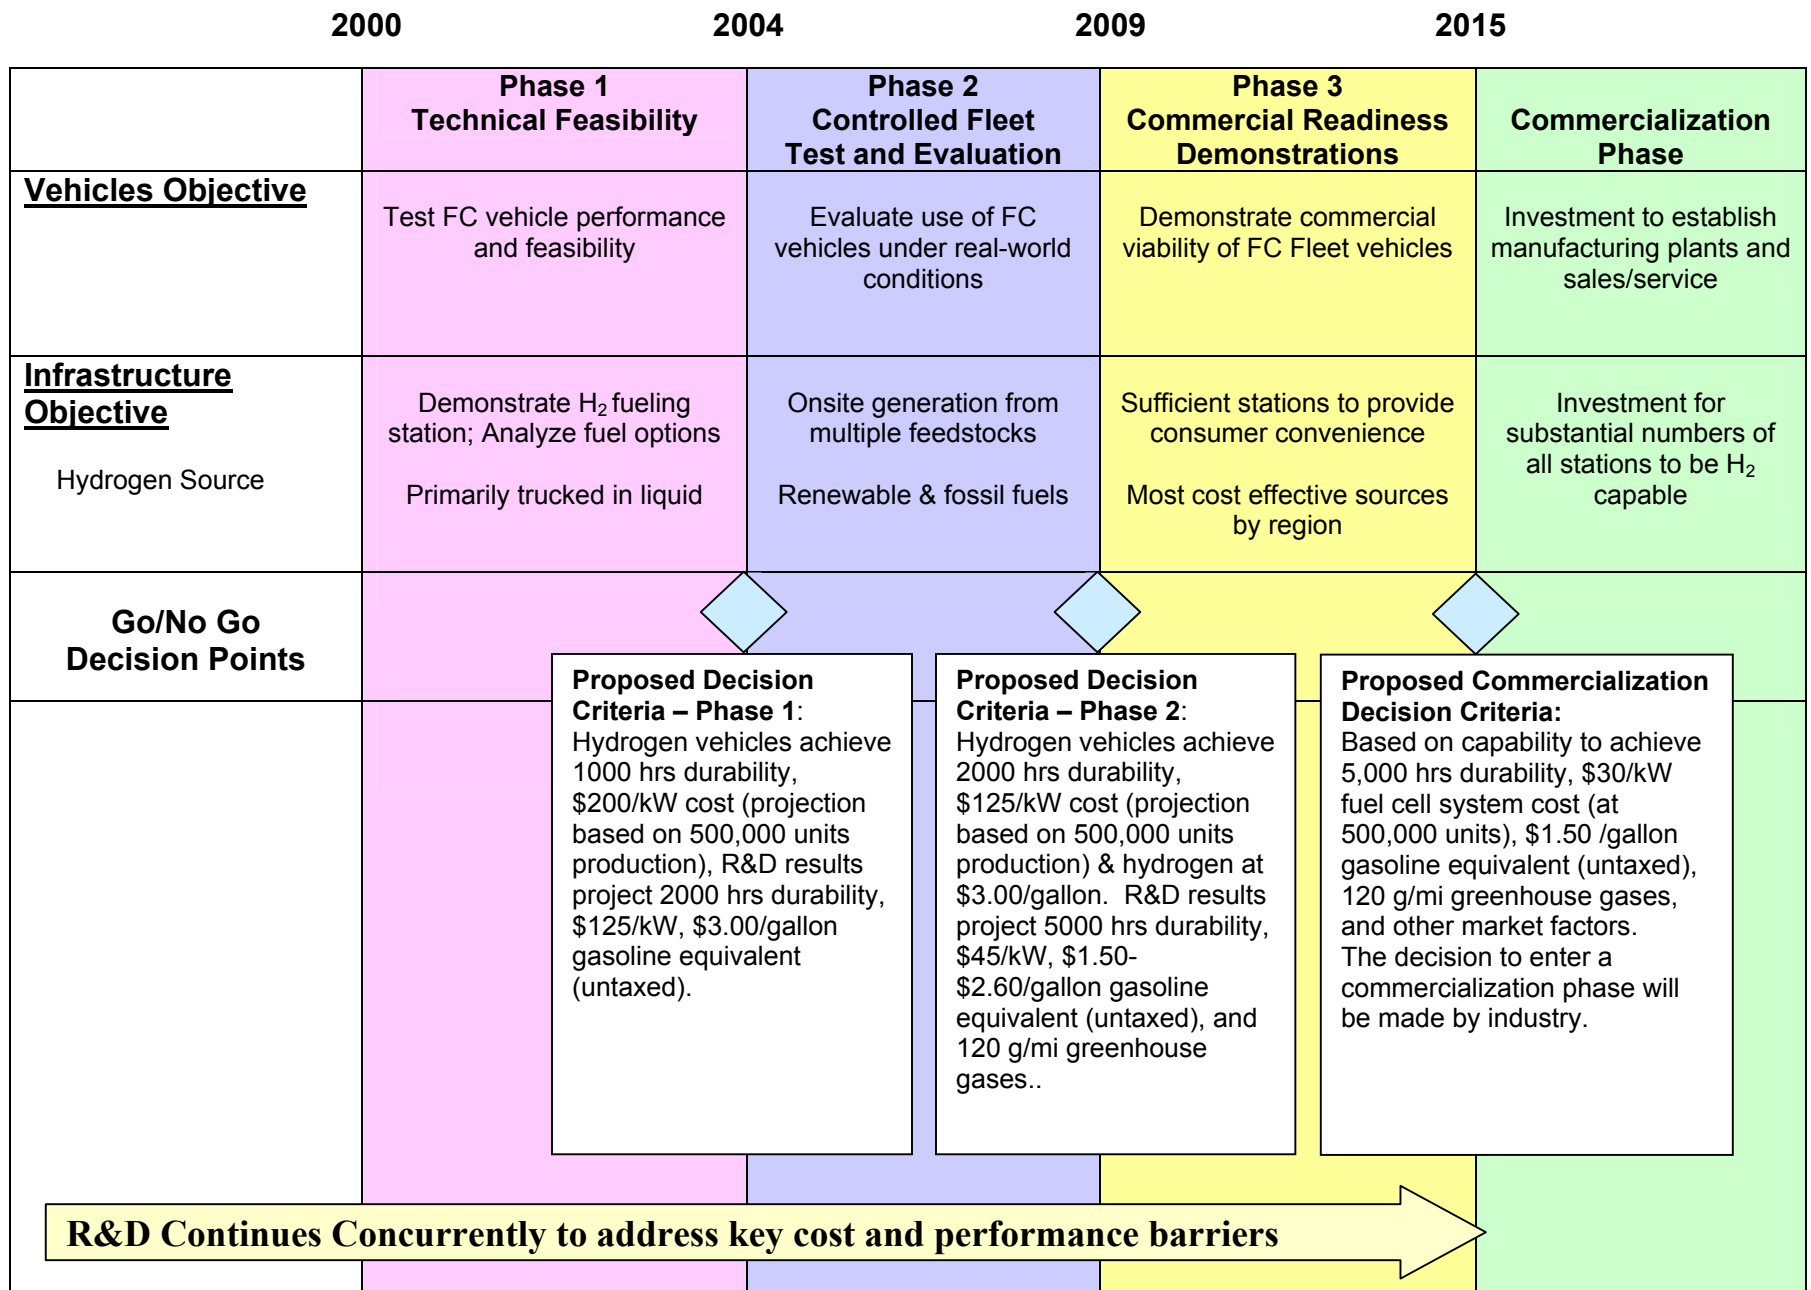 2000
2004
2009
2015
Phase 1
Technical Feasibility
Phase 2
Controlled Fleet
Test and Evaluation
Phase 3
Commercial Readiness
Demonstrations
Commercialization
Phase
Vehicles Objective
Test FC vehicle performance
and feasibility
Evaluate use of FC
vehicles under real-world
conditions
Demonstrate commercial
viability of FC Fleet vehicles
Investment to establish
manufacturing plants and
sales/service
Infrastructure
Objective
Hydrogen Source
Demonstrate H₂ fueling
station; Analyze fuel options
Primarily trucked in liquid
Onsite generation from
multiple feedstocks
Renewable & fossil fuels
Sufficient stations to provide
consumer convenience
Most cost effective sources
by region
Investment for
substantial numbers of
all stations to be H₂
capable
Go/No Go
Decision Points
Proposed Decision
Criteria – Phase 1:
Hydrogen vehicles achieve
1000 hrs durability,
$200/kW cost (projection
based on 500,000 units
production), R&D results
project 2000 hrs durability,
$125/kW, $3.00/gallon
gasoline equivalent
(untaxed).
Proposed Decision
Criteria – Phase 2:
Hydrogen vehicles achieve
2000 hrs durability,
$125/kW cost (projection
based on 500,000 units
production) & hydrogen at
$3.00/gallon.  R&D results
project 5000 hrs durability,
$45/kW, $1.50-
$2.60/gallon gasoline
equivalent (untaxed), and
120 g/mi greenhouse
gases..
Proposed Commercialization
Decision Criteria:
Based on capability to achieve
5,000 hrs durability, $30/kW
fuel cell system cost (at
500,000 units), $1.50 /gallon
gasoline equivalent (untaxed),
120 g/mi greenhouse gases,
and other market factors.
The decision to enter a
commercialization phase will
be made by industry.
R&D Continues Concurrently to address key cost and performance barriers